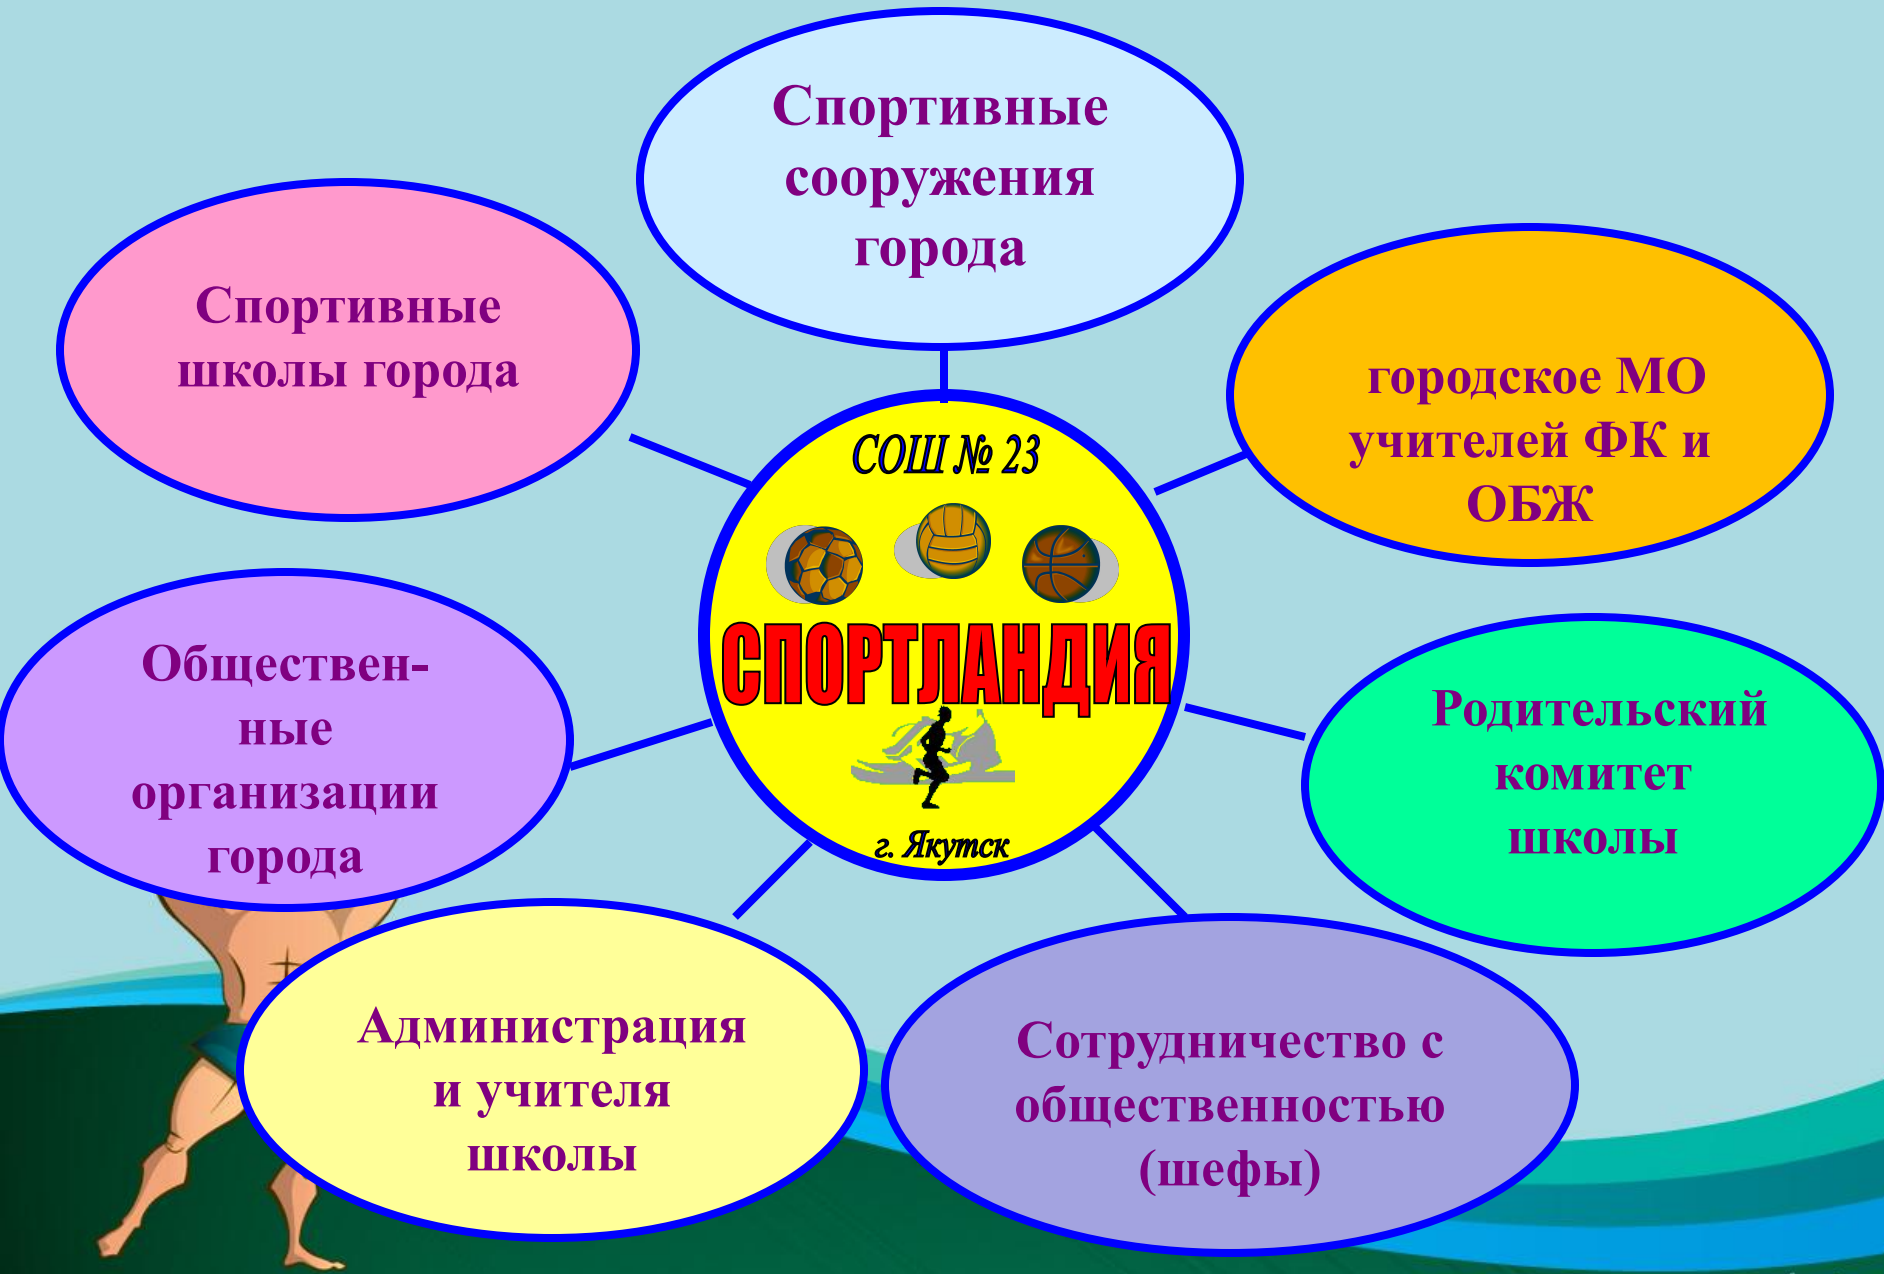 Спортивные
сооружения
города
Спортивные
школы города
городское МО
учителей ФК и
ОБЖ
СОШ № 23
СПОРТЛАНДИЯ
г. Якутск
Обществен-
ные
организации
города
Родительский
комитет
школы
Администрация
и учителя
школы
Сотрудничество с
общественностью
(шефы)